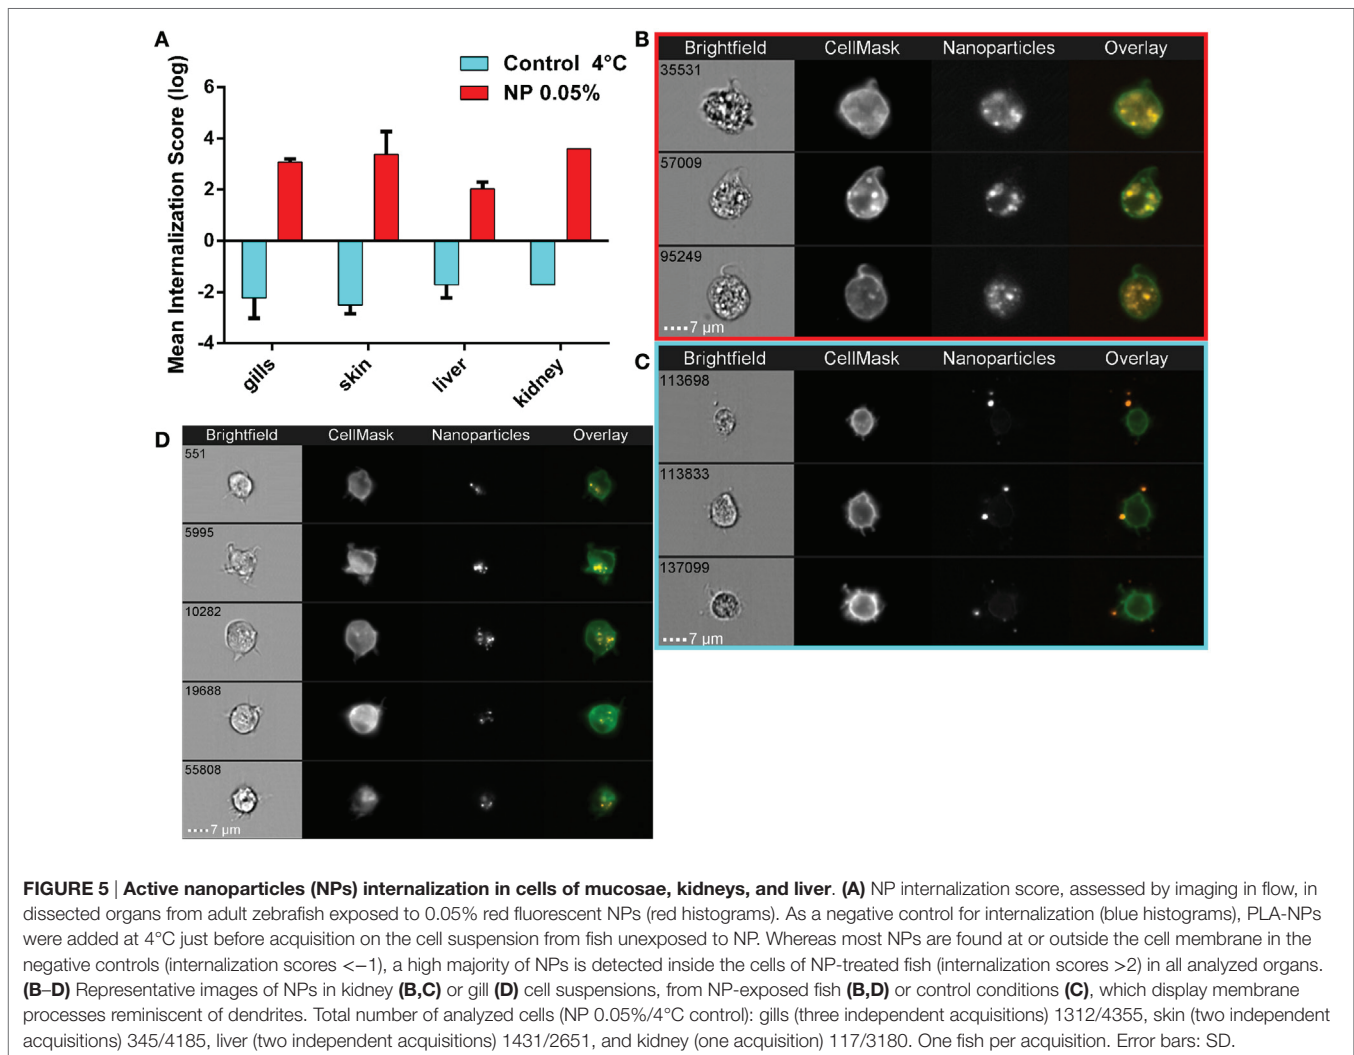 A
Control 4°C
NP 0.05%
Mean Internalization Score (log)
6
4
2
0
-2
-4
gills
skin
liver
kidney
B
Brightfield CellMask Nanoparticles Overlay
35531
57009
95249
7 µm
C
Brightfield CellMask Nanoparticles Overlay
113698
113833
137099
7 µm
D
Brightfield CellMask Nanoparticles Overlay
551
5995
10282
19688
55808
7 µm
FIGURE 5 | Active nanoparticles (NPs) internalization in cells of mucosae, kidneys, and liver. (A) NP internalization score, assessed by imaging in flow, in
dissected organs from adult zebrafish exposed to 0.05% red fluorescent NPs (red histograms). As a negative control for internalization (blue histograms), PLA-NPs
were added at 4°C just before acquisition on the cell suspension from fish unexposed to NP. Whereas most NPs are found at or outside the cell membrane in the
negative controls (internalization scores <−1), a high majority of NPs is detected inside the cells of NP-treated fish (internalization scores >2) in all analyzed organs.
(B–D) Representative images of NPs in kidney (B,C) or gill (D) cell suspensions, from NP-exposed fish (B,D) or control conditions (C), which display membrane
processes reminiscent of dendrites. Total number of analyzed cells (NP 0.05%/4°C control): gills (three independent acquisitions) 1312/4355, skin (two independent
acquisitions) 345/4185, liver (two independent acquisitions) 1431/2651, and kidney (one acquisition) 117/3180. One fish per acquisition. Error bars: SD.